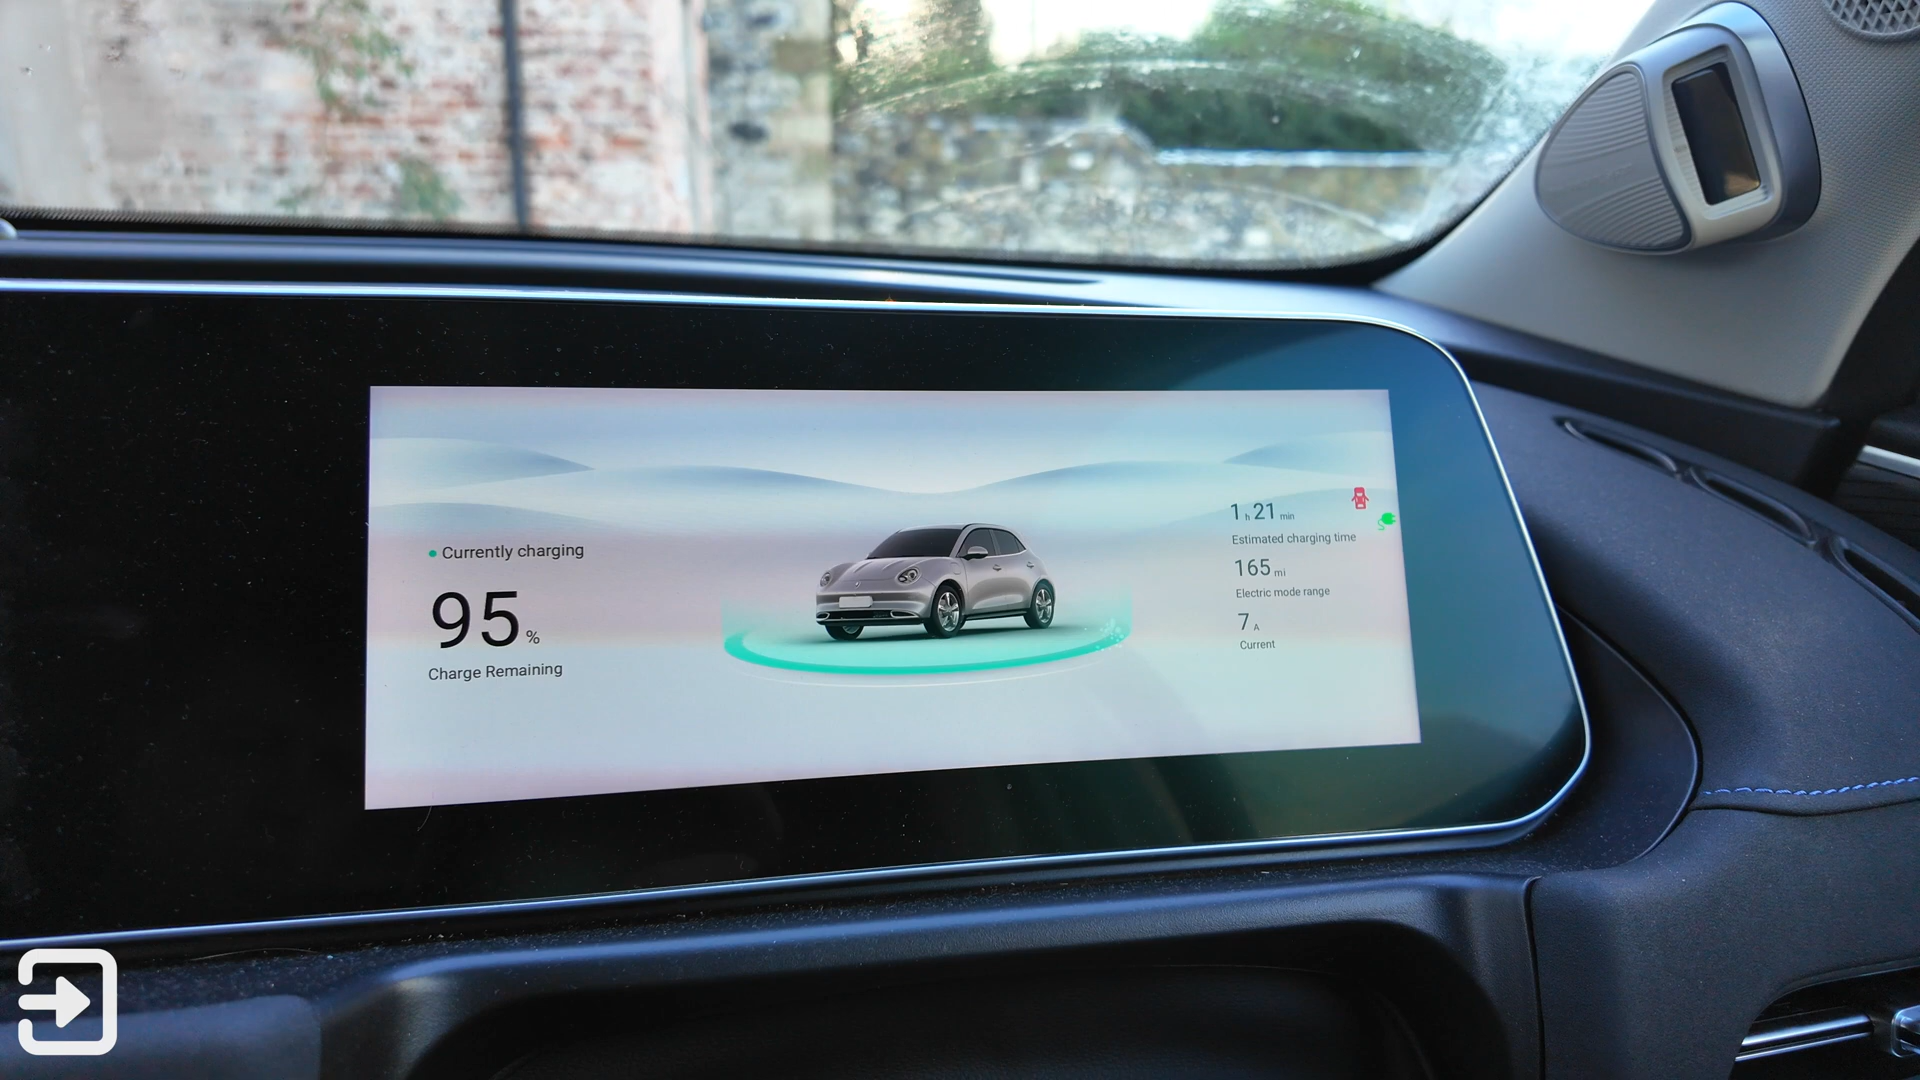 Currently charging
95 %
Charge Remaining
1 h 21 min
Estimated charging time
165 mi
Electric mode range
7 A
Current